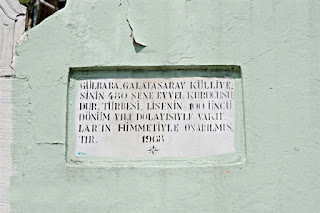 GÜLBABA, GALATASARAY KÜLLİYE,
SİNİN 480 SENE EVVEL KURUCUSU
DUR, TÜRBESİ, LİSENİN 100 ÜNCÜ
DÖNÜM YILI DOLAYISIYLE VAKIF
LAR'IN HİMMETİYLE ONARILMIŞ,
TIR. 1968